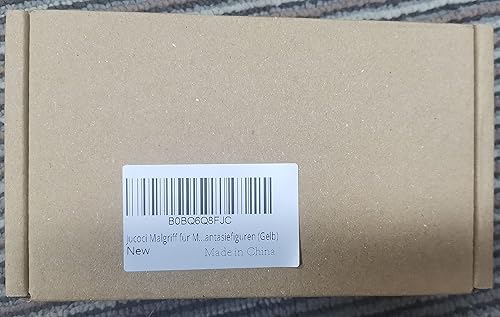 B0BQ6Q8FJC
Jucoci Malgriff für M...antasiefiguren (Gelb)
New Made in China